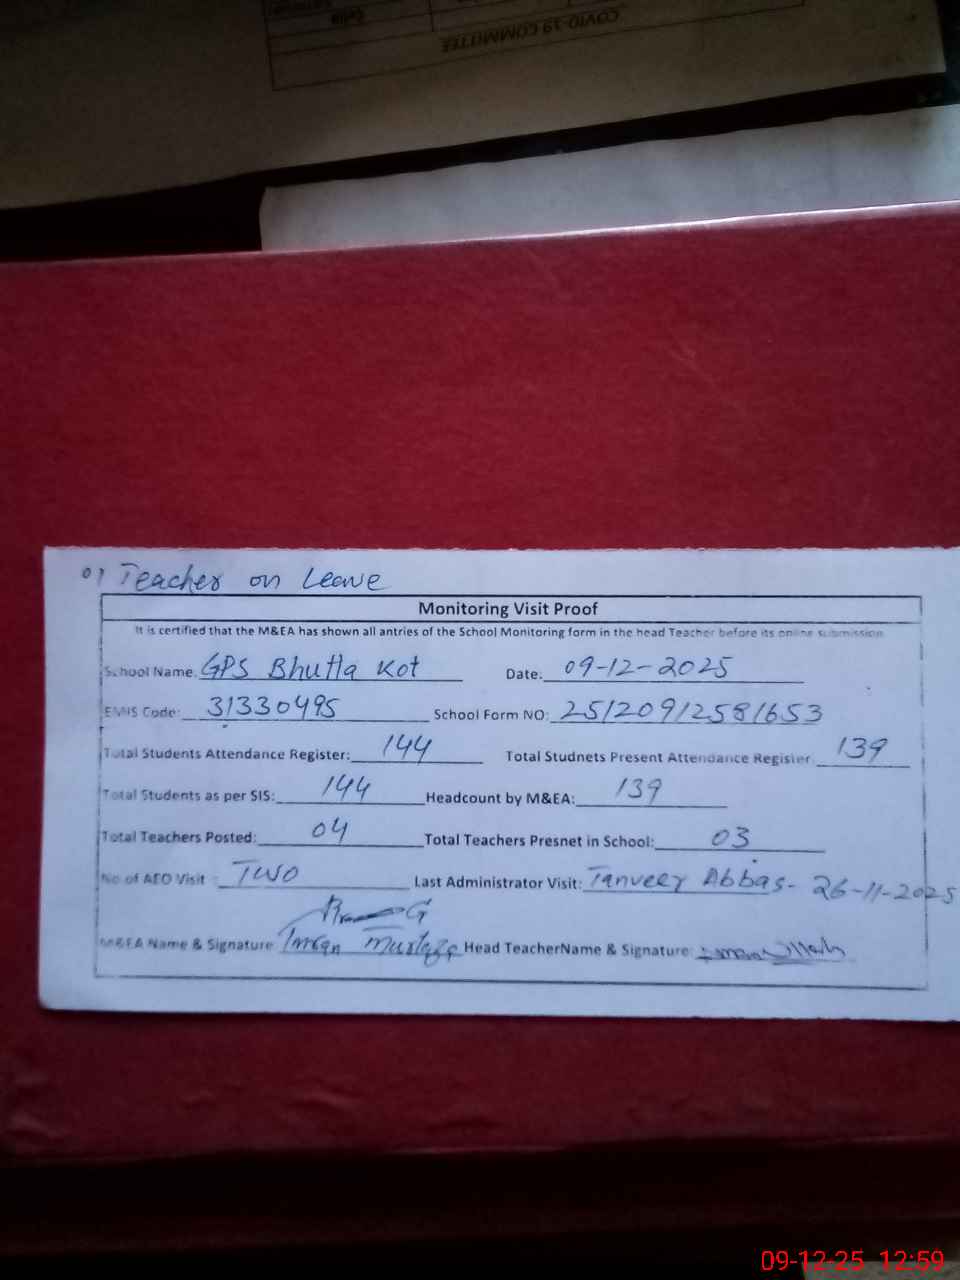 COVID-19 COMMITTEE
01 Teacher on Leave
Monitoring Visit Proof
It is certified that the M&EA has shown all antries of the School Monitoring form in the head Teacher before its online submission
School Name: GPS Bhutta Kot Date: 09-12-2025
EMIS Code: 31330495 School Form NO: 2512091258 1653
Total Students Attendance Register: 144 Total Studnets Present Attendance Register: 139
Total Students as per SIS: 144 Headcount by M&EA: 139
Total Teachers Posted: 04 Total Teachers Presnet in School: 03
No of AEO Visit : Two Last Administrator Visit: Tanveer Abbas- 26-11-2025
M&EA Name & Signature: Imran Mustafa Head TeacherName & Signature:
09-12-25 12:59